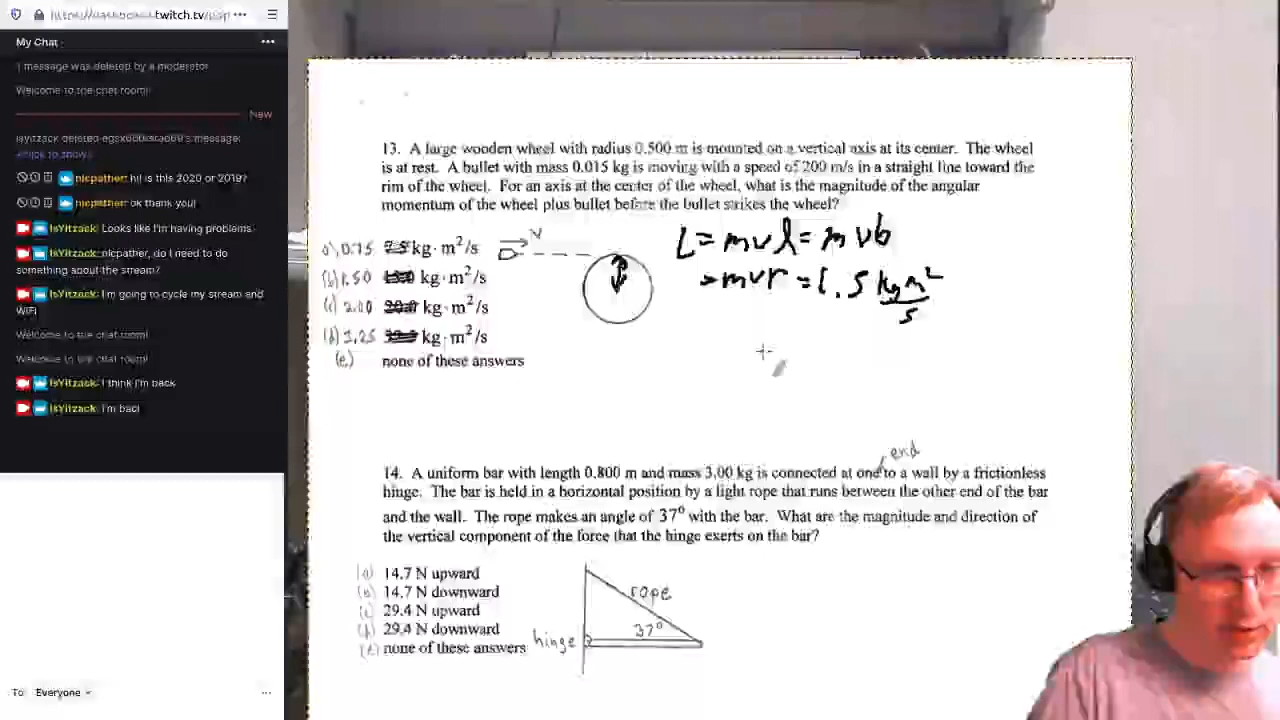 twitch.tv
My Chat
1 message was deleted by a moderator
Welcome to the chat room!
New
nicpather: hi! is this 2020 or 2019?
nicpather: ok thank you!
IsYitzack: Looks like I'm having problems.
IsYitzack: nicpather, do I need to
do something about the stream?
IsYitzack: I'm going to cycle my stream and
WiFi
Welcome to the chat room!
Welcome to the chat room!
IsYitzack: I think I'm back
IsYitzack: I'm back
To Everyone
13. A large wooden wheel with radius 0.500 m is mounted on a vertical axis at its center. The wheel
is at rest. A bullet with mass 0.015 kg is moving with a speed of 200 m/s in a straight line toward the
rim of the wheel. For an axis at the center of the wheel, what is the magnitude of the angular
momentum of the wheel plus bullet before the bullet strikes the wheel?
(a) 0.75 kg·m²/s
(b) 1.50 kg·m²/s
(c) 2.00 kg·m²/s
(d) 3.25 kg·m²/s
(e) none of these answers
v
L = mvl = mvb
= mvr = 1.5 kg m²/s
14. A uniform bar with length 0.800 m and mass 3.00 kg is connected at one end to a wall by a frictionless
hinge. The bar is held in a horizontal position by a light rope that runs between the other end of the bar
and the wall. The rope makes an angle of 37° with the bar. What are the magnitude and direction of
the vertical component of the force that the hinge exerts on the bar?
(a) 14.7 N upward
(b) 14.7 N downward
(c) 29.4 N upward
(d) 29.4 N downward
(e) none of these answers
rope
37°
hinge